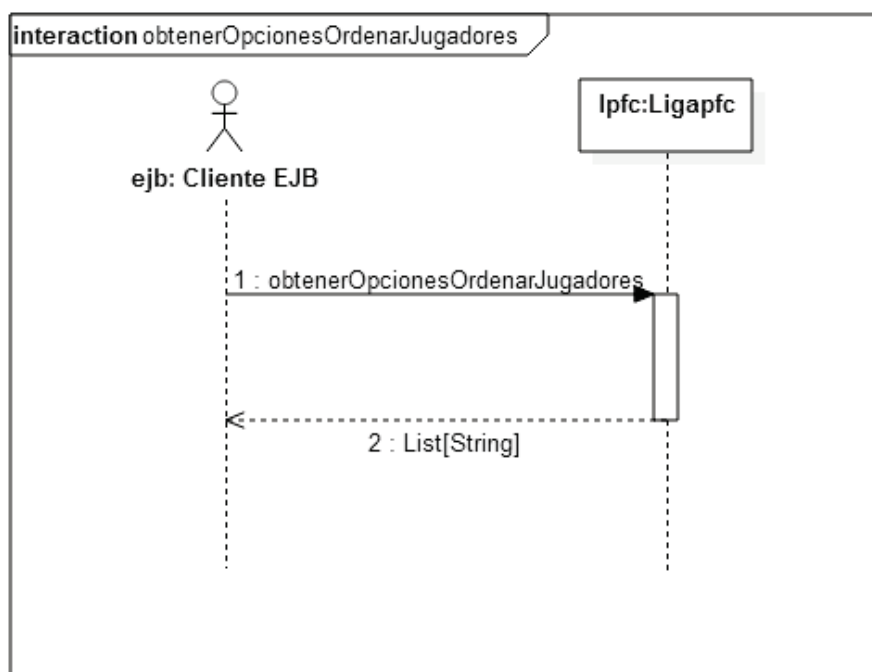 interaction obtenerOpcionesOrdenarJugadores
lpfc:Ligapfc
ejb: Cliente EJB
1 : obtenerOpcionesOrdenarJugadores
2 : List[String]